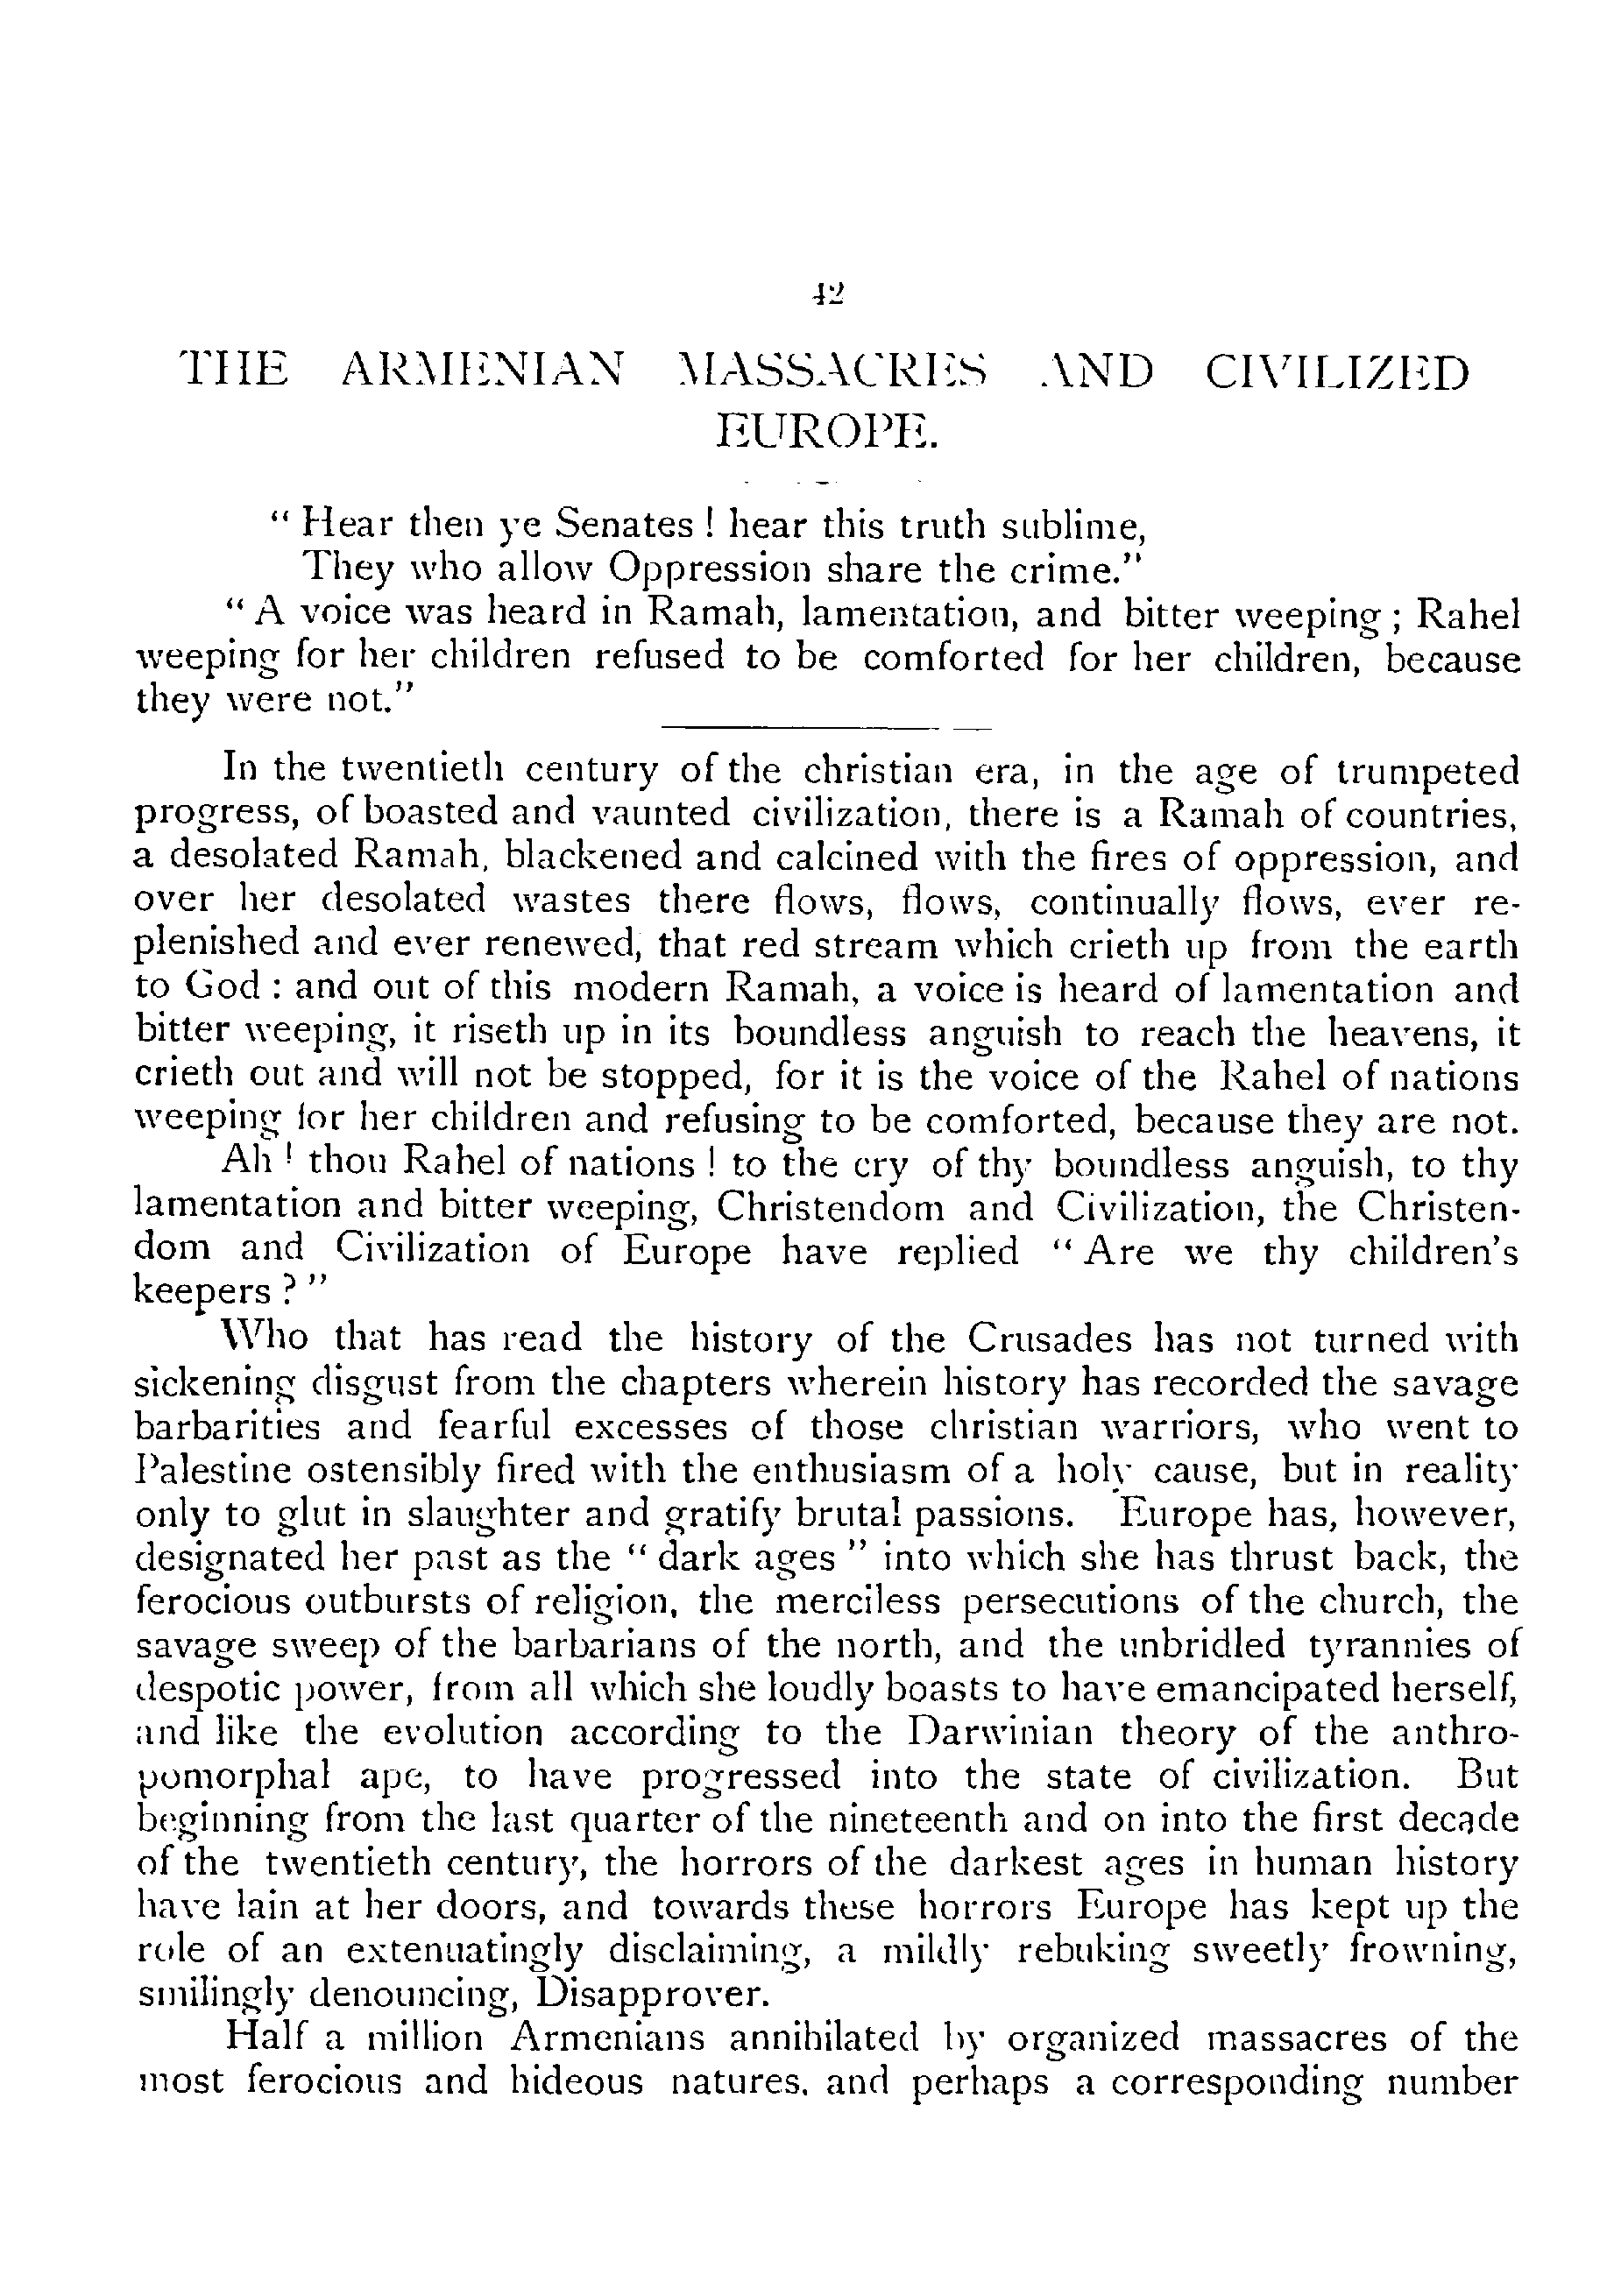 42
THE ARMENIAN MASSACRES AND CIVILIZED
EUROPE.
“ Hear then ye Senates ! hear this truth sublime,
They who allow Oppression share the crime.”
“ A voice was heard in Ramah, lamentation, and bitter weeping ; Rahel
weeping for her children refused to be comforted for her children, because
they were not.”
In the twentieth century of the christian era, in the age of trumpeted
progress, of boasted and vaunted civilization, there is a Ramah of countries,
a desolated Ramah, blackened and calcined with the fires of oppression, and
over her desolated wastes there flows, flows, continually flows, ever re-
plenished and ever renewed, that red stream which crieth up from the earth
to God : and out of this modern Ramah, a voice is heard of lamentation and
bitter weeping, it riseth up in its boundless anguish to reach the heavens, it
crieth out and will not be stopped, for it is the voice of the Rahel of nations
weeping for her children and refusing to be comforted, because they are not.
Ah ! thou Rahel of nations ! to the cry of thy boundless anguish, to thy
lamentation and bitter weeping, Christendom and Civilization, the Christen-
dom and Civilization of Europe have replied “ Are we thy children’s
keepers ? ”
Who that has read the history of the Crusades has not turned with
sickening disgust from the chapters wherein history has recorded the savage
barbarities and fearful excesses of those christian warriors, who went to
Palestine ostensibly fired with the enthusiasm of a holy cause, but in reality
only to glut in slaughter and gratify brutal passions. Europe has, however,
designated her past as the “ dark ages ” into which she has thrust back, the
ferocious outbursts of religion, the merciless persecutions of the church, the
savage sweep of the barbarians of the north, and the unbridled tyrannies of
despotic power, from all which she loudly boasts to have emancipated herself,
and like the evolution according to the Darwinian theory of the anthro-
pomorphal ape, to have progressed into the state of civilization. But
beginning from the last quarter of the nineteenth and on into the first decade
of the twentieth century, the horrors of the darkest ages in human history
have lain at her doors, and towards these horrors Europe has kept up the
role of an extenuatingly disclaiming, a mildly rebuking sweetly frowning,
smilingly denouncing, Disapprover.
Half a million Armenians annihilated by organized massacres of the
most ferocious and hideous natures, and perhaps a corresponding number